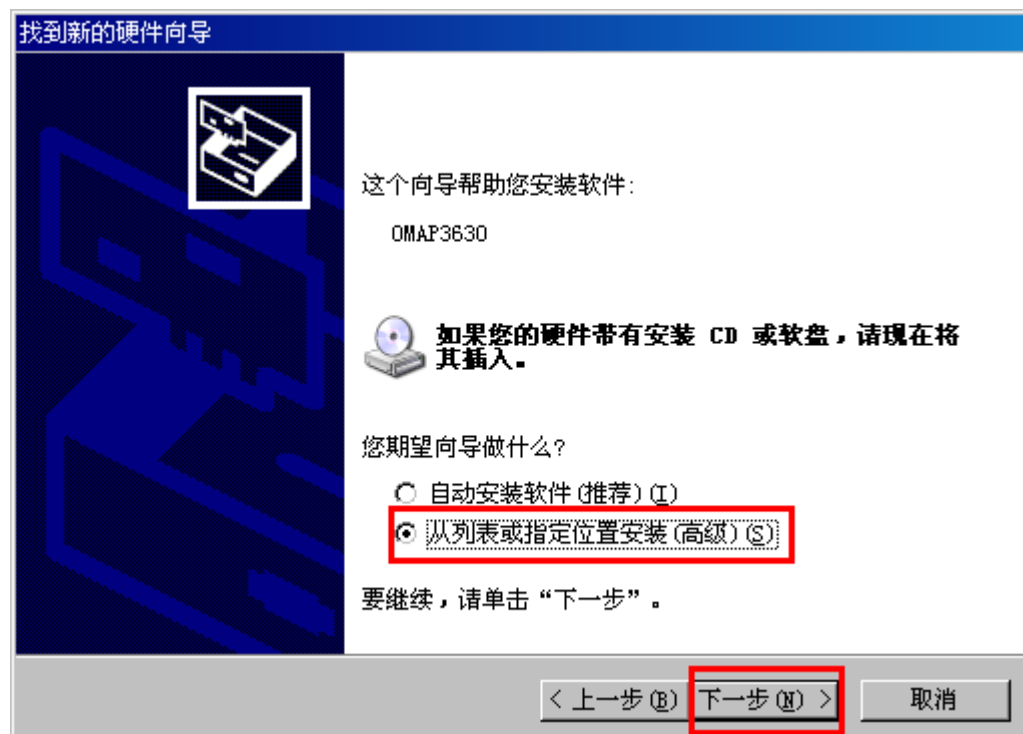 找到新的硬件向导
这个向导帮助您安装软件:
OMAP3630
如果您的硬件带有安装 CD 或软盘，请现在将
其插入。
您期望向导做什么?
自动安装软件(推荐)(I)
从列表或指定位置安装(高级)(S)
要继续，请单击“下一步”。
< 上一步(B) 下一步(N) > 取消